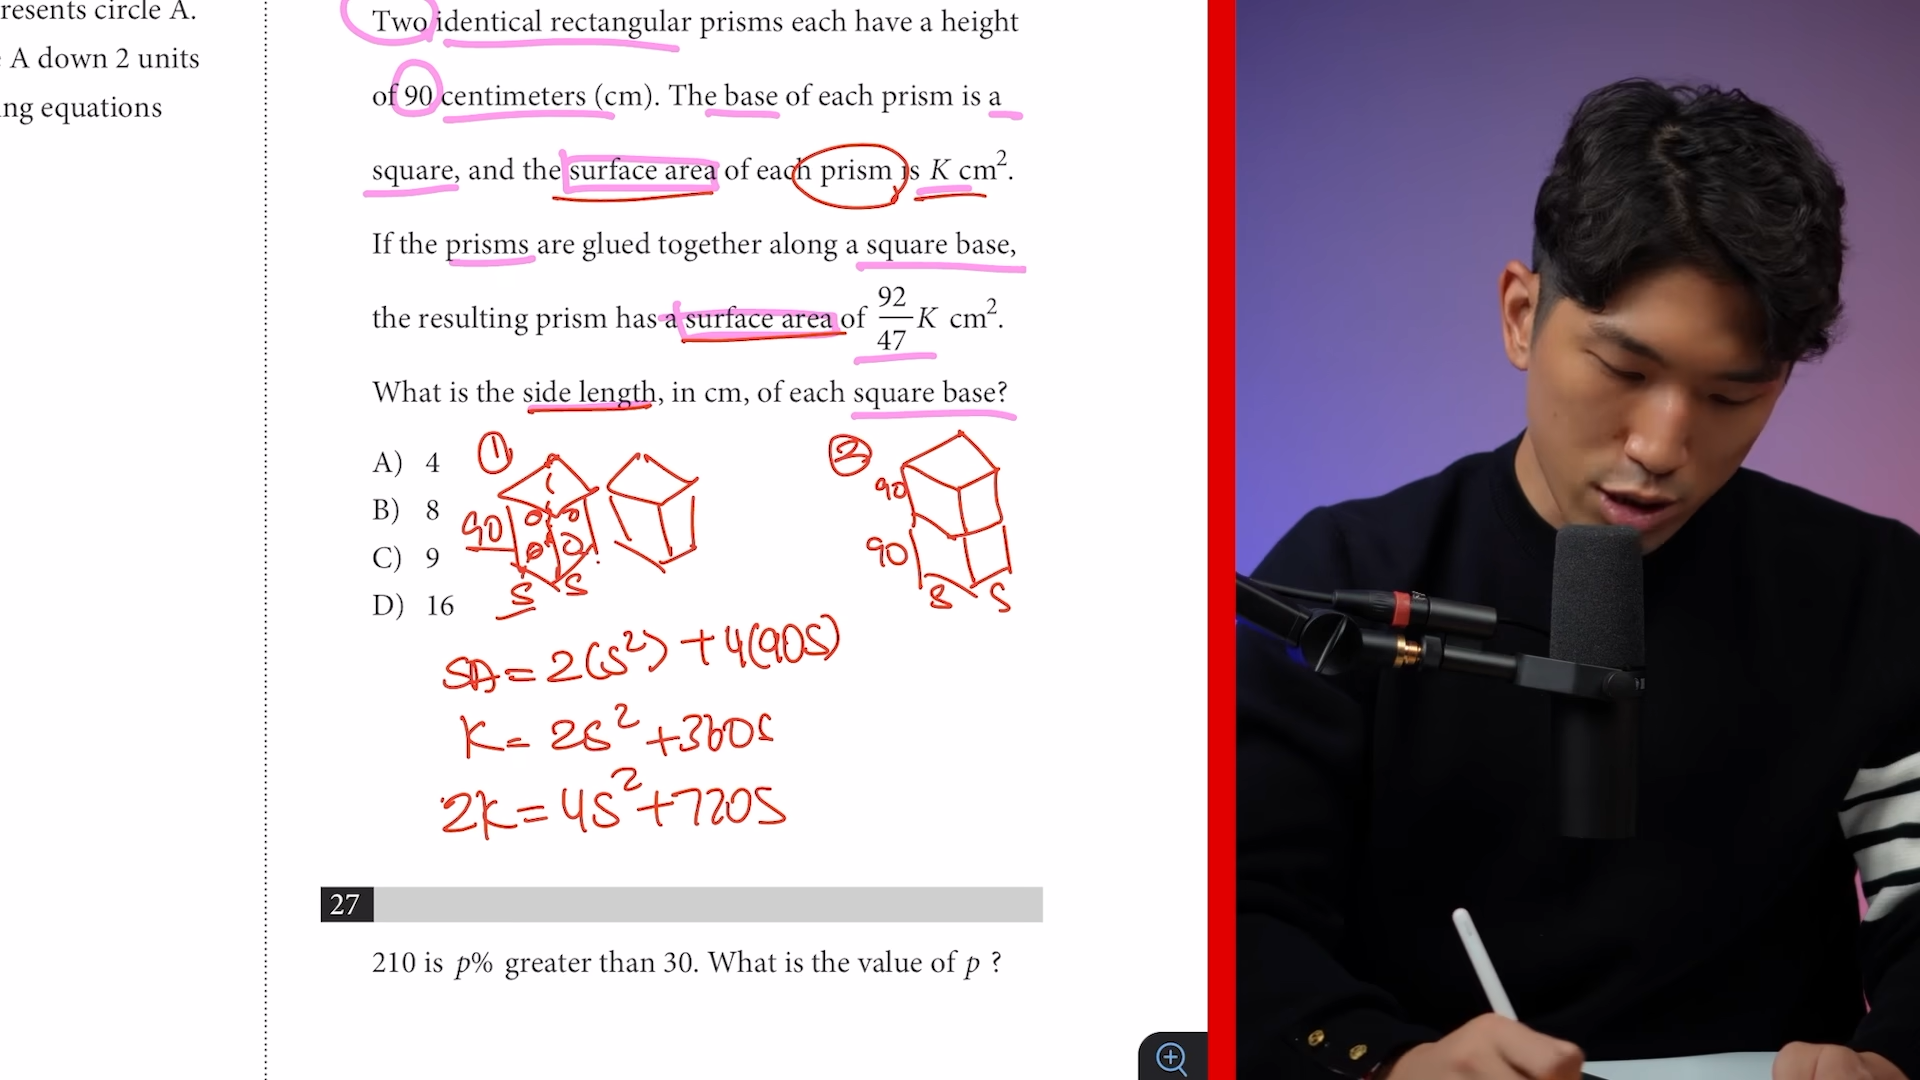 resents circle A.
A down 2 units
ng equations
Two identical rectangular prisms each have a height
of 90 centimeters (cm). The base of each prism is a
square, and the surface area of each prism is K cm².
If the prisms are glued together along a square base,
the resulting prism has a surface area of 92/47 K cm².
What is the side length, in cm, of each square base?
A) 4
B) 8
C) 9
D) 16
① 
90
S S
②
90
90
S S
SA = 2(s²) + 4(90s)
K = 2s² + 360s
2K = 4s² + 720s
27
210 is p% greater than 30. What is the value of p ?